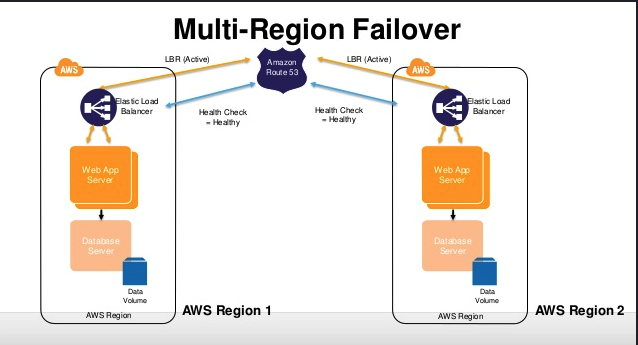 Multi-Region Failover
LBR (Active)
Amazon
Route 53
LBR (Active)
AWS
AWS
Elastic Load
Balancer
Health Check
= Healthy
Health Check
= Healthy
Elastic Load
Balancer
Web App
Server
Web App
Server
Database
Server
Database
Server
Data
Volume
Data
Volume
AWS Region
AWS Region 1
AWS Region
AWS Region 2